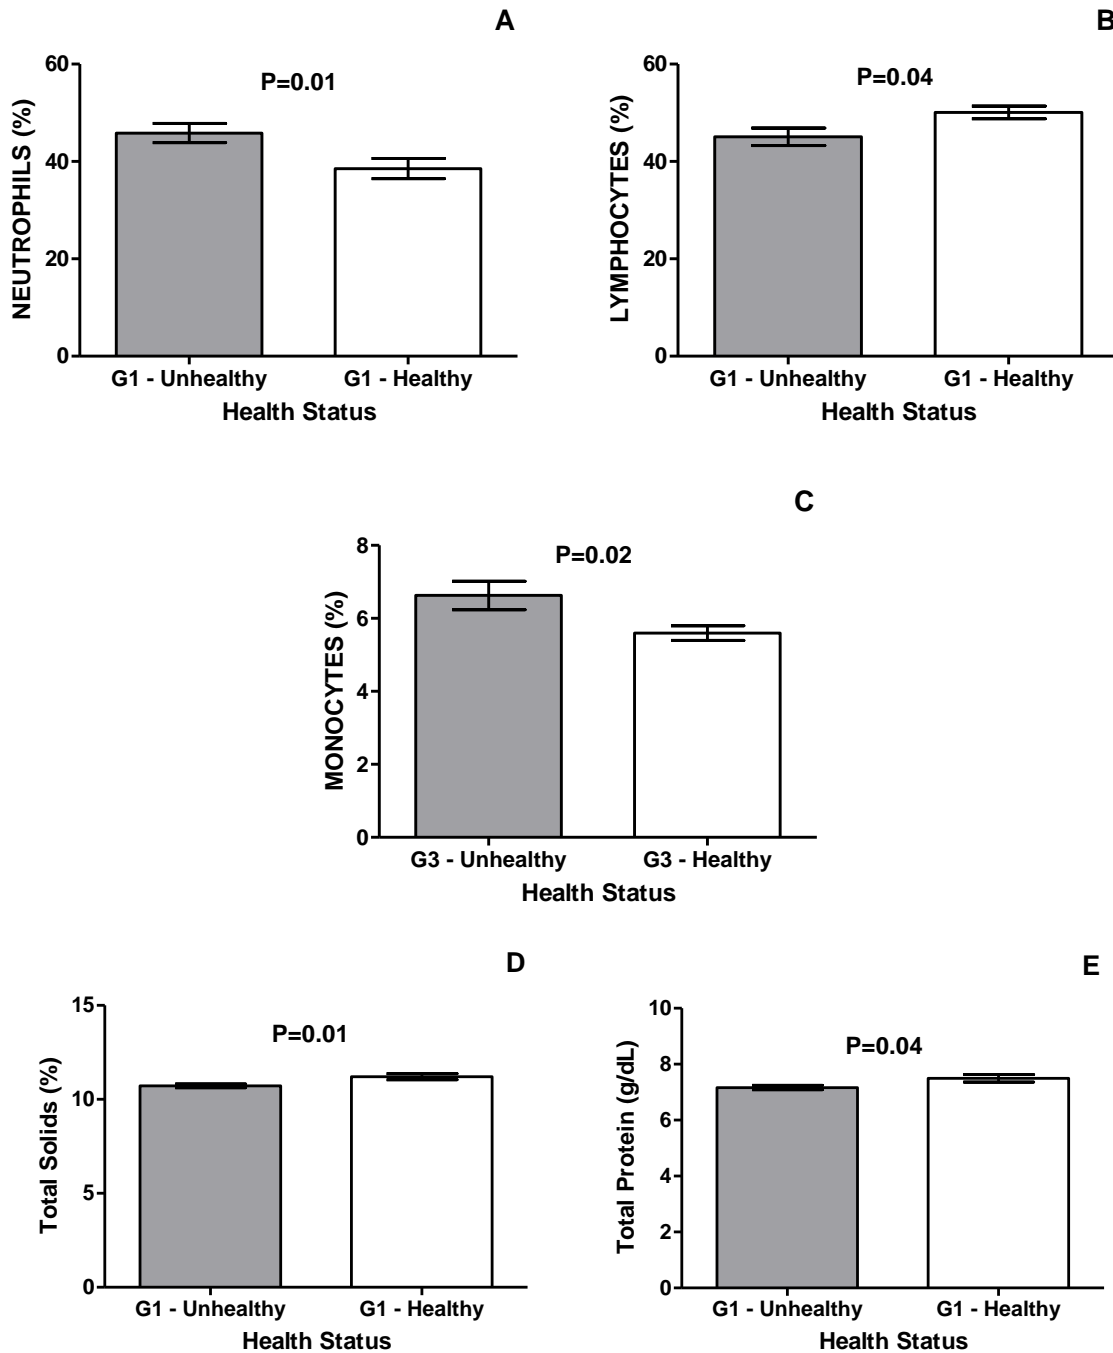 A
P=0.01
NEUTROPHILS (%)
60
40
20
0
G1 - Unhealthy G1 - Healthy
Health Status
B
P=0.04
LYMPHOCYTES (%)
60
40
20
0
G1 - Unhealthy G1 - Healthy
Health Status
C
P=0.02
MONOCYTES (%)
8
6
4
2
0
G3 - Unhealthy G3 - Healthy
Health Status
D
P=0.01
Total Solids (%)
15
10
5
0
G1 - Unhealthy G1 - Healthy
Health Status
E
P=0.04
Total Protein (g/dL)
10
8
6
4
2
0
G1 - Unhealthy G1 - Healthy
Health Status